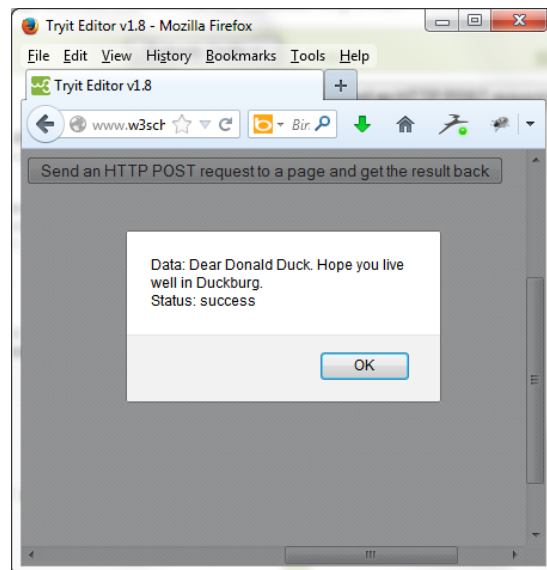 Tryit Editor v1.8 - Mozilla Firefox
File Edit View History Bookmarks Tools Help
Tryit Editor v1.8
www.w3sch Bir.
Send an HTTP POST request to a page and get the result back
Data: Dear Donald Duck. Hope you live
well in Duckburg.
Status: success
OK